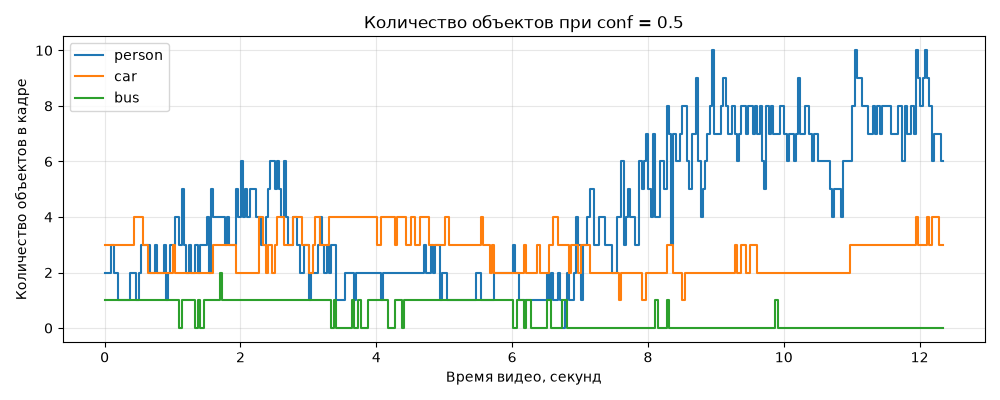 Количество объектов при conf = 0.5
person
car
bus
Количество объектов в кадре
10
8
6
4
2
0
0 2 4 6 8 10 12
Время видео, секунд